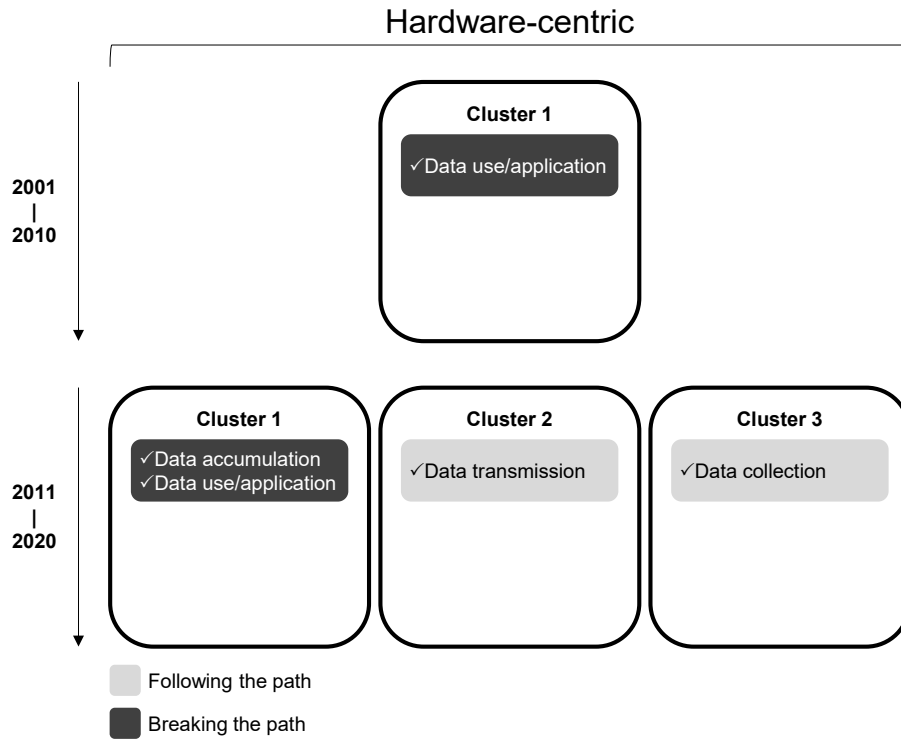 Hardware-centric
2001
|
2010
Cluster 1
✓Data use/application
2011
|
2020
Cluster 1
✓Data accumulation
✓Data use/application
Cluster 2
✓Data transmission
Cluster 3
✓Data collection
Following the path
Breaking the path